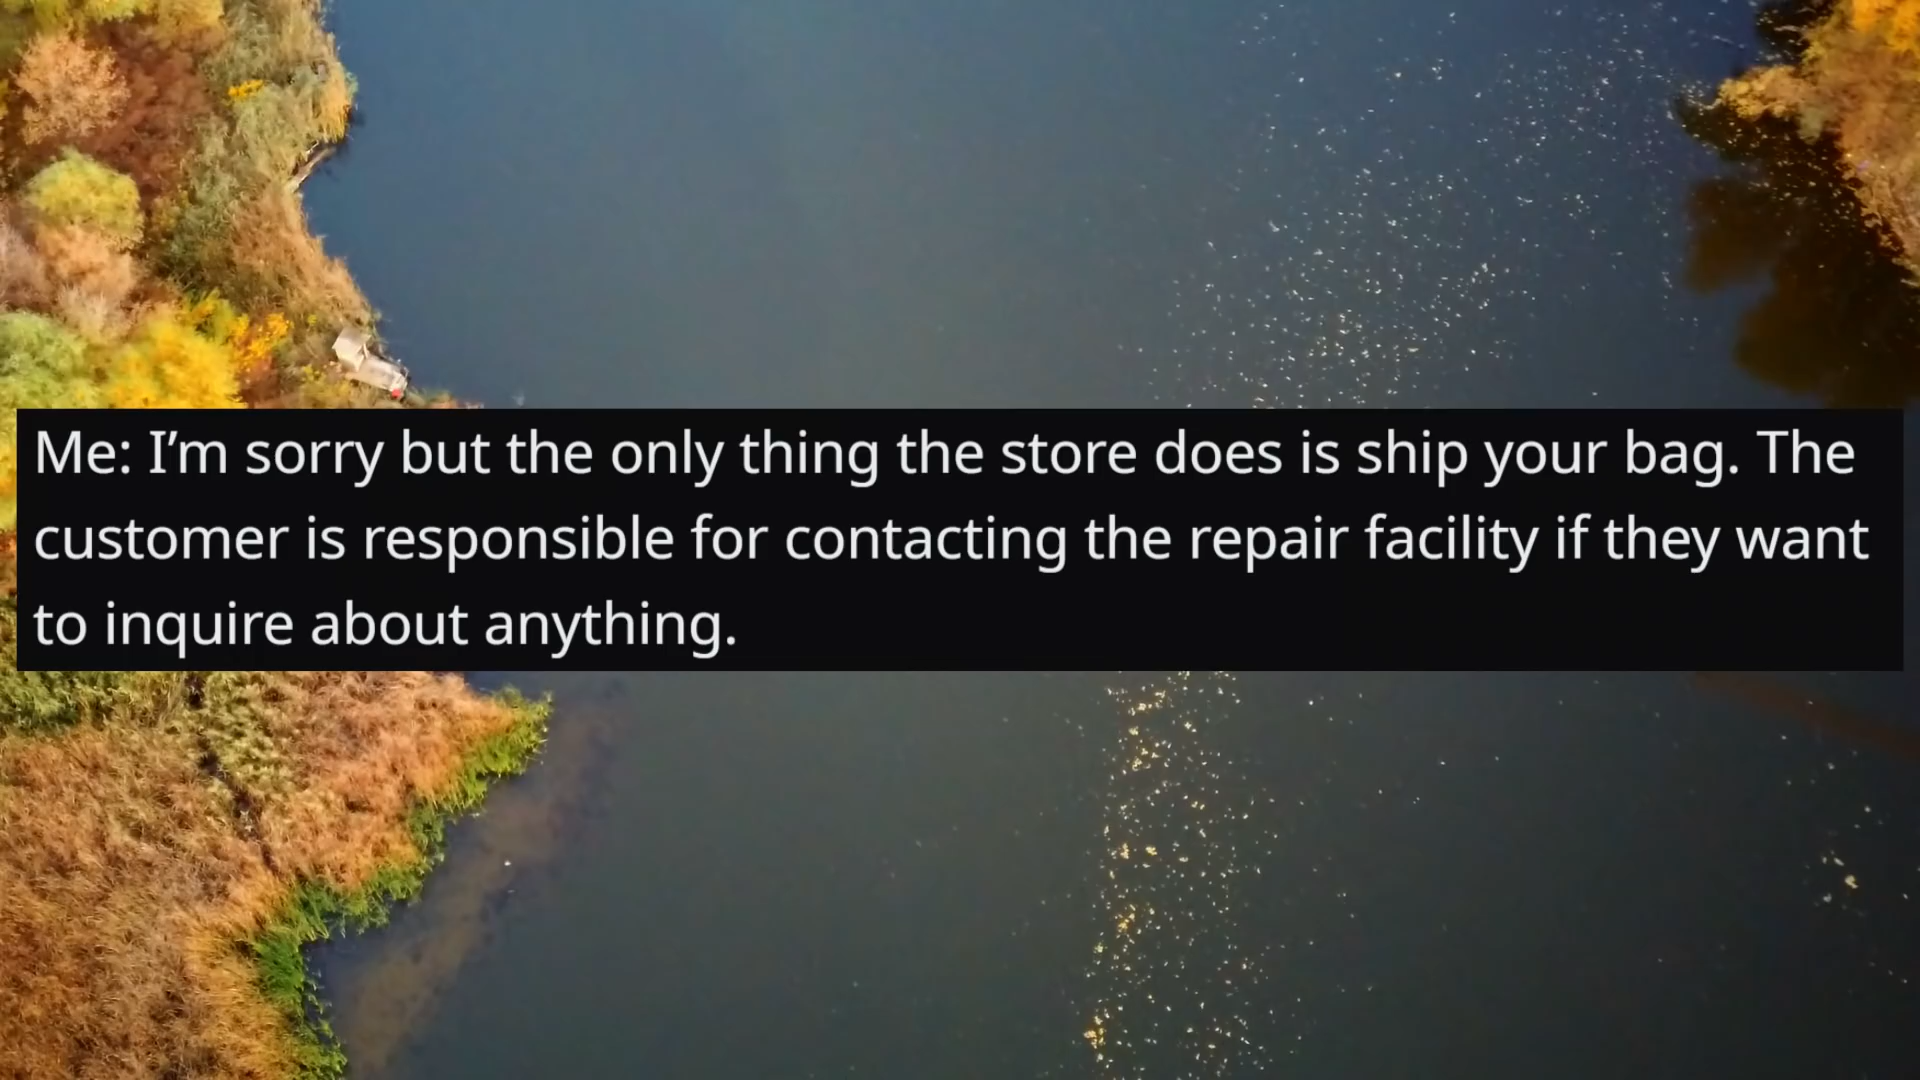 Me: I’m sorry but the only thing the store does is ship your bag. The
customer is responsible for contacting the repair facility if they want
to inquire about anything.